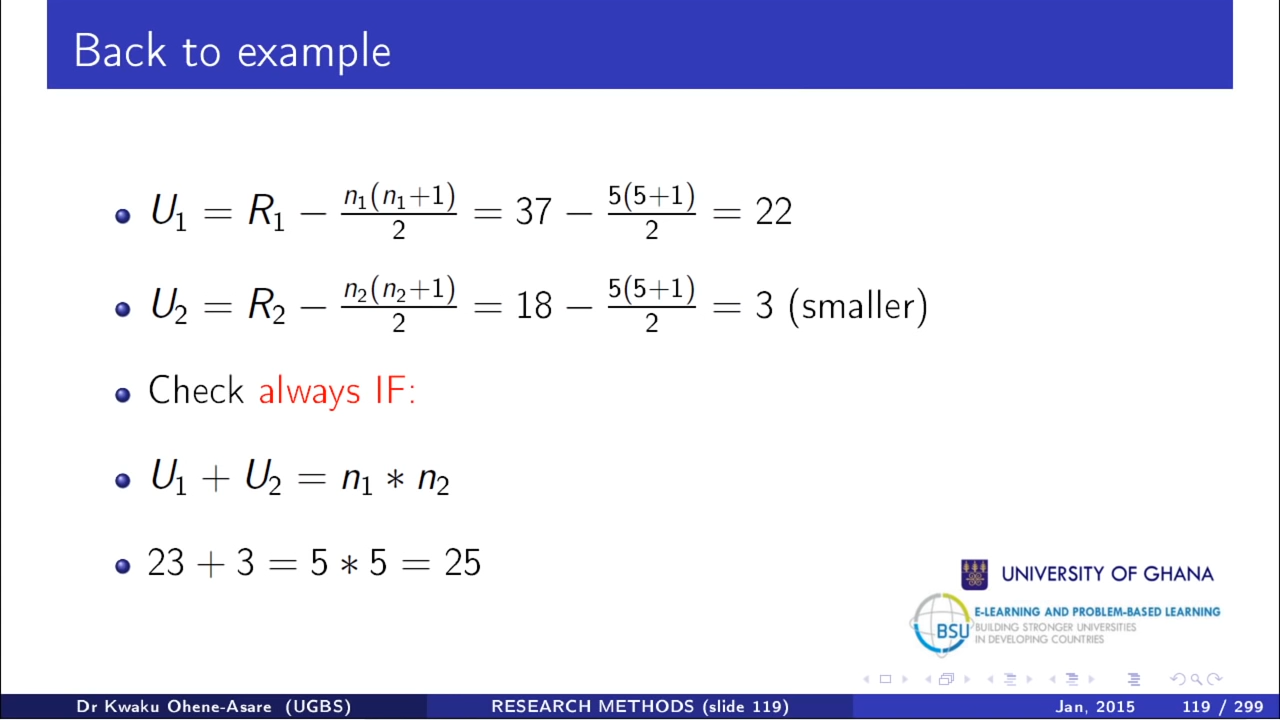 Back to example
U₁ = R₁ − n₁(n₁+1)/2 = 37 − 5(5+1)/2 = 22
U₂ = R₂ − n₂(n₂+1)/2 = 18 − 5(5+1)/2 = 3 (smaller)
Check always IF:
U₁ + U₂ = n₁ ∗ n₂
23 + 3 = 5 ∗ 5 = 25
UNIVERSITY OF GHANA
BSU
E-LEARNING AND PROBLEM-BASED LEARNING
BUILDING STRONGER UNIVERSITIES
IN DEVELOPING COUNTRIES
Dr Kwaku Ohene-Asare (UGBS) RESEARCH METHODS (slide 119) Jan, 2015 119 / 299